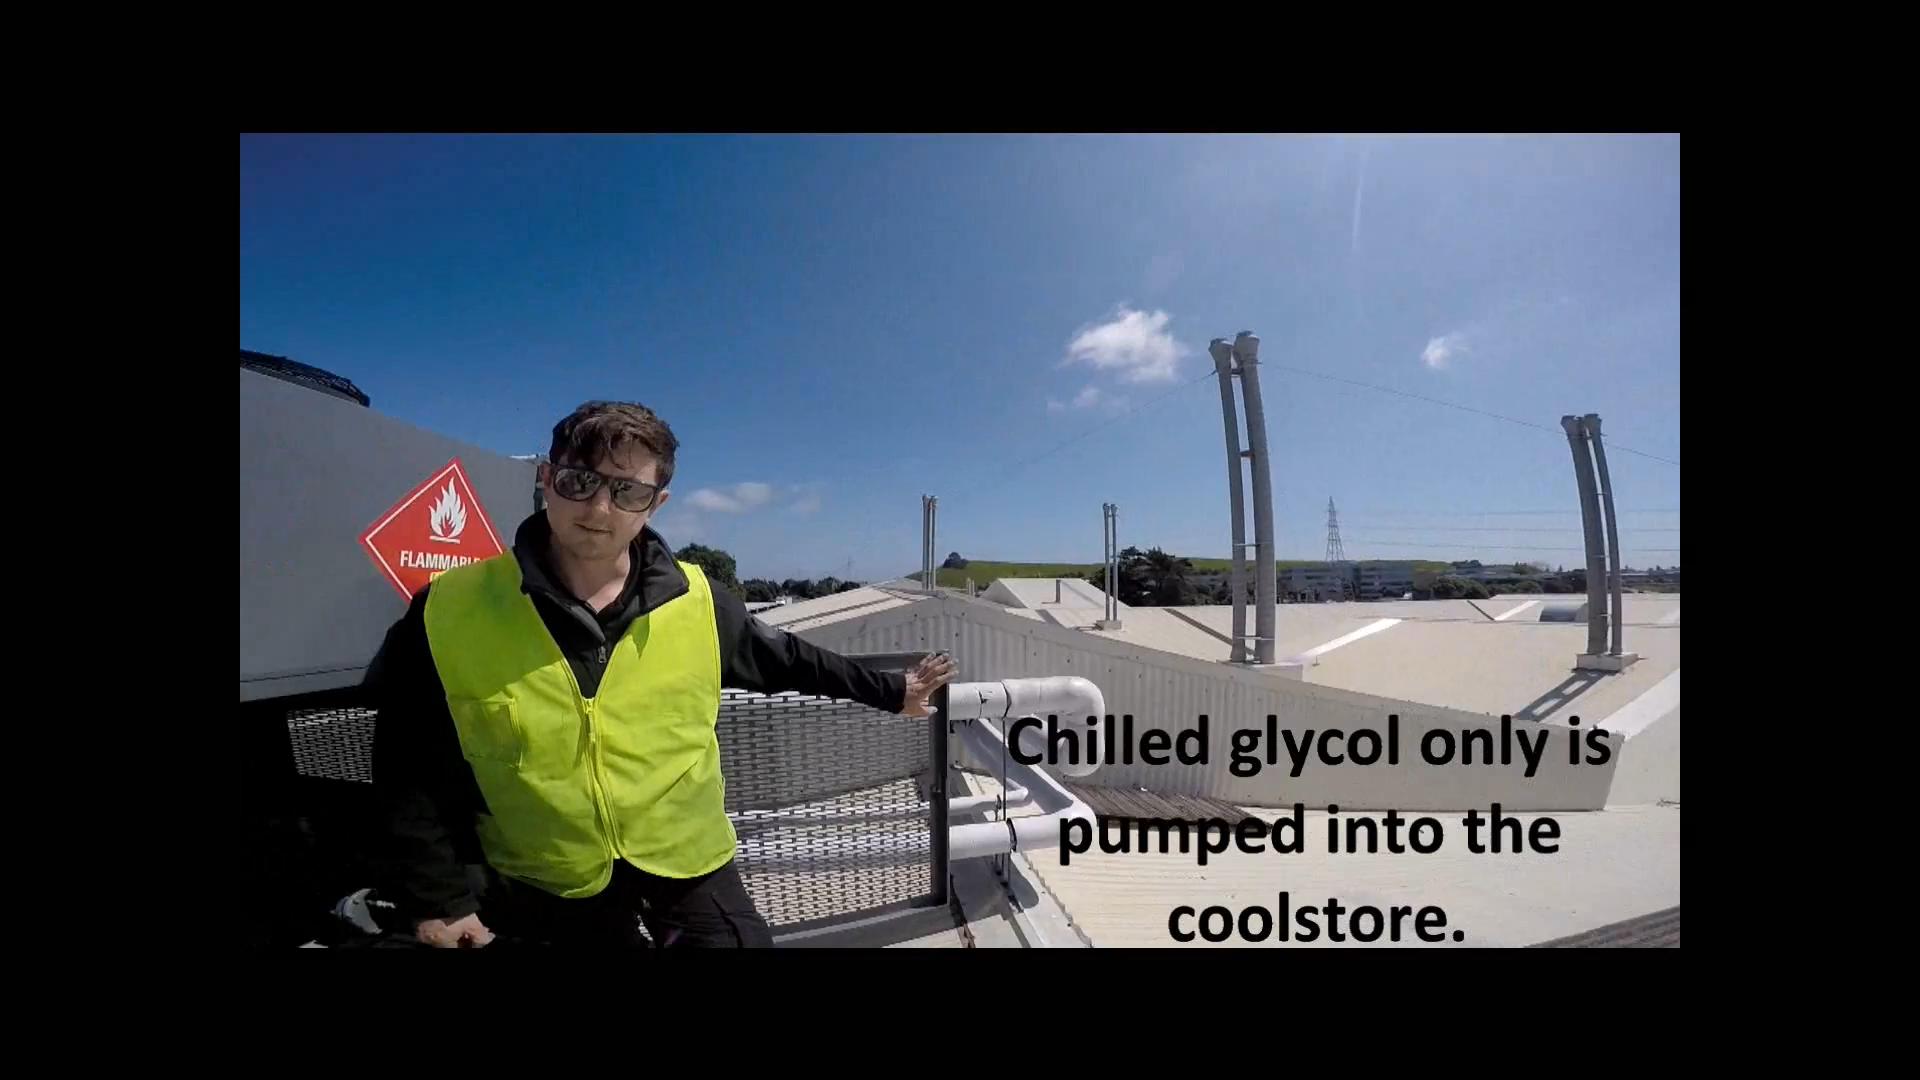 FLAMMABLE
Chilled glycol only is
pumped into the
coolstore.